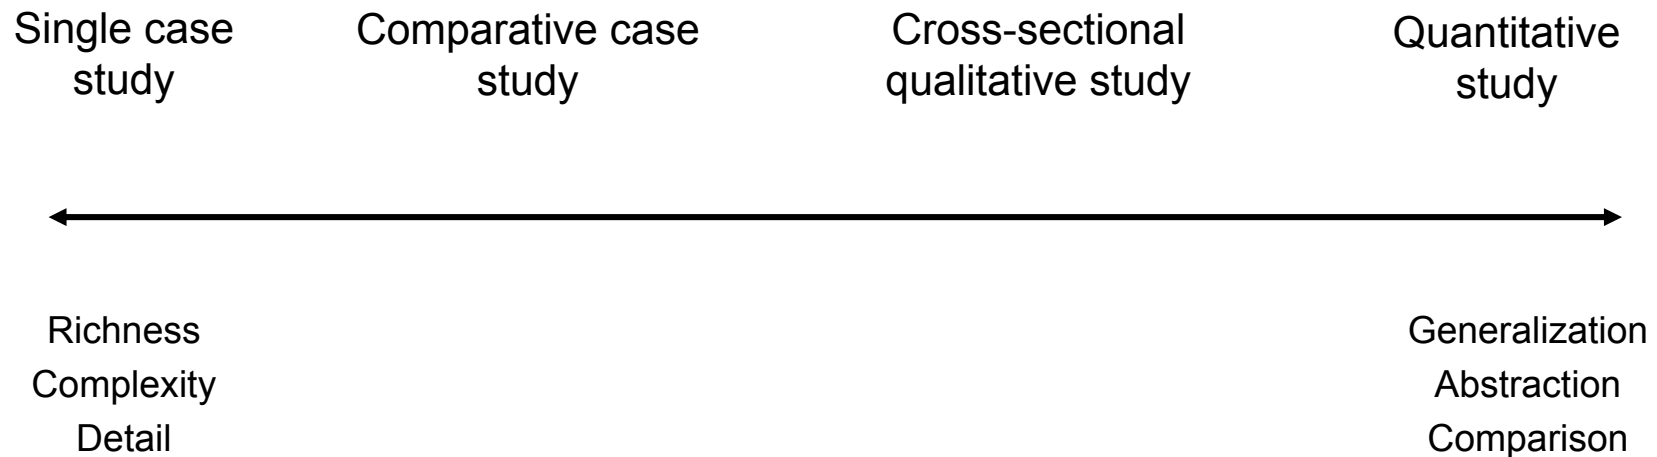 Single case
study
Comparative case
study
Cross-sectional
qualitative study
Quantitative
study
Richness
Complexity
Detail
Generalization
Abstraction
Comparison